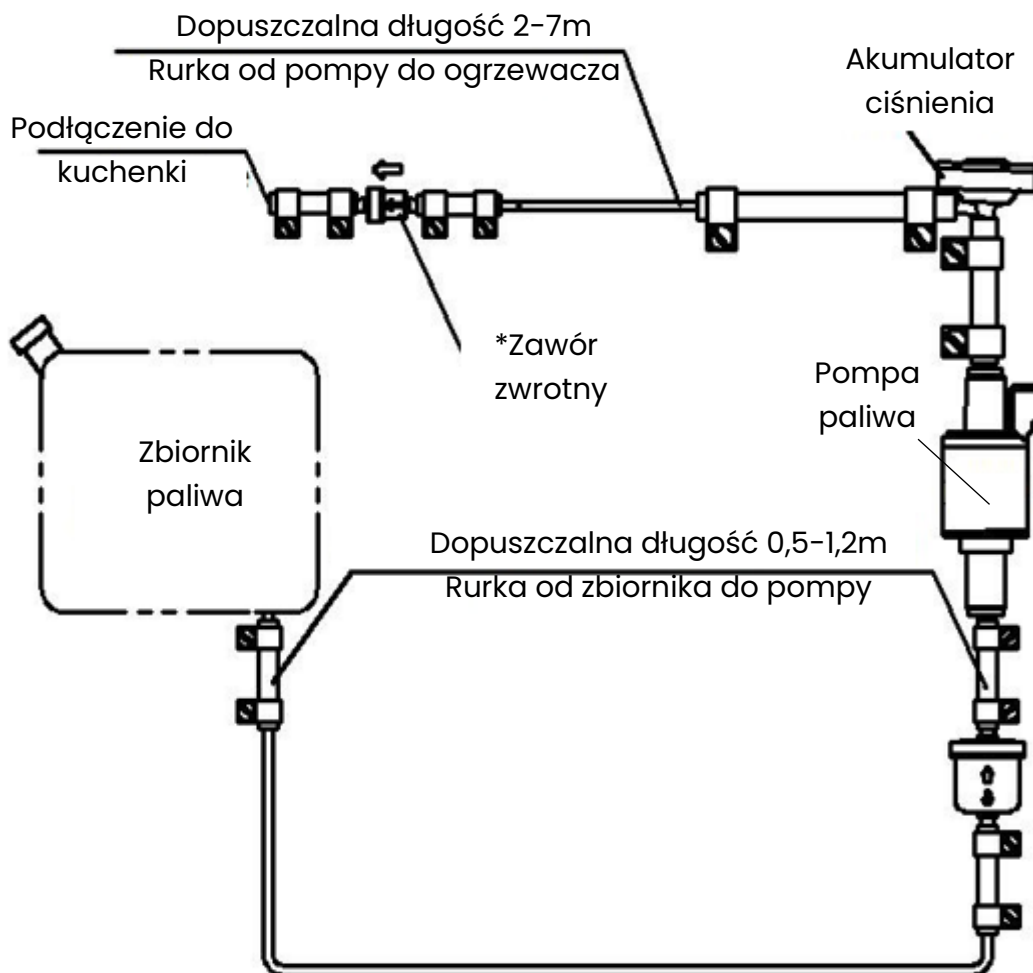 Dopuszczalna długość 2-7m
Rurka od pompy do ogrzewacza
Akumulator
ciśnienia
Podłączenie do
kuchenki
*Zawór
zwrotny
Pompa
paliwa
Zbiornik
paliwa
Dopuszczalna długość 0,5-1,2m
Rurka od zbiornika do pompy